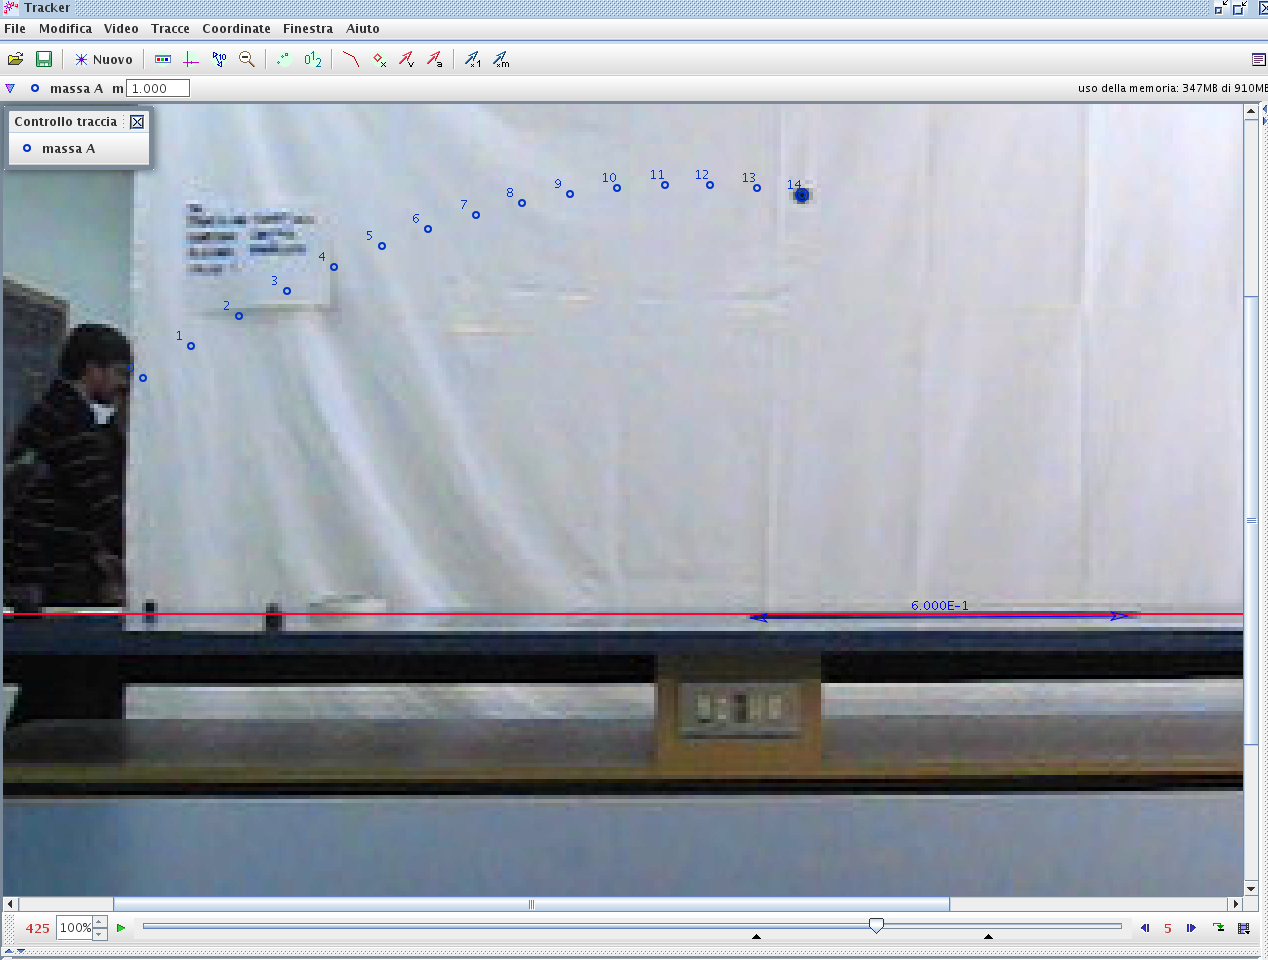 Tracker
File Modifica Video Tracce Coordinate Finestra Aiuto
Nuovo
massa A m 1.000
uso della memoria: 347MB di 910MB
Controllo traccia
massa A
1
2
3
4
5
6
7
8
9
10
11
12
13
14
6.000E-1
425 100% 5